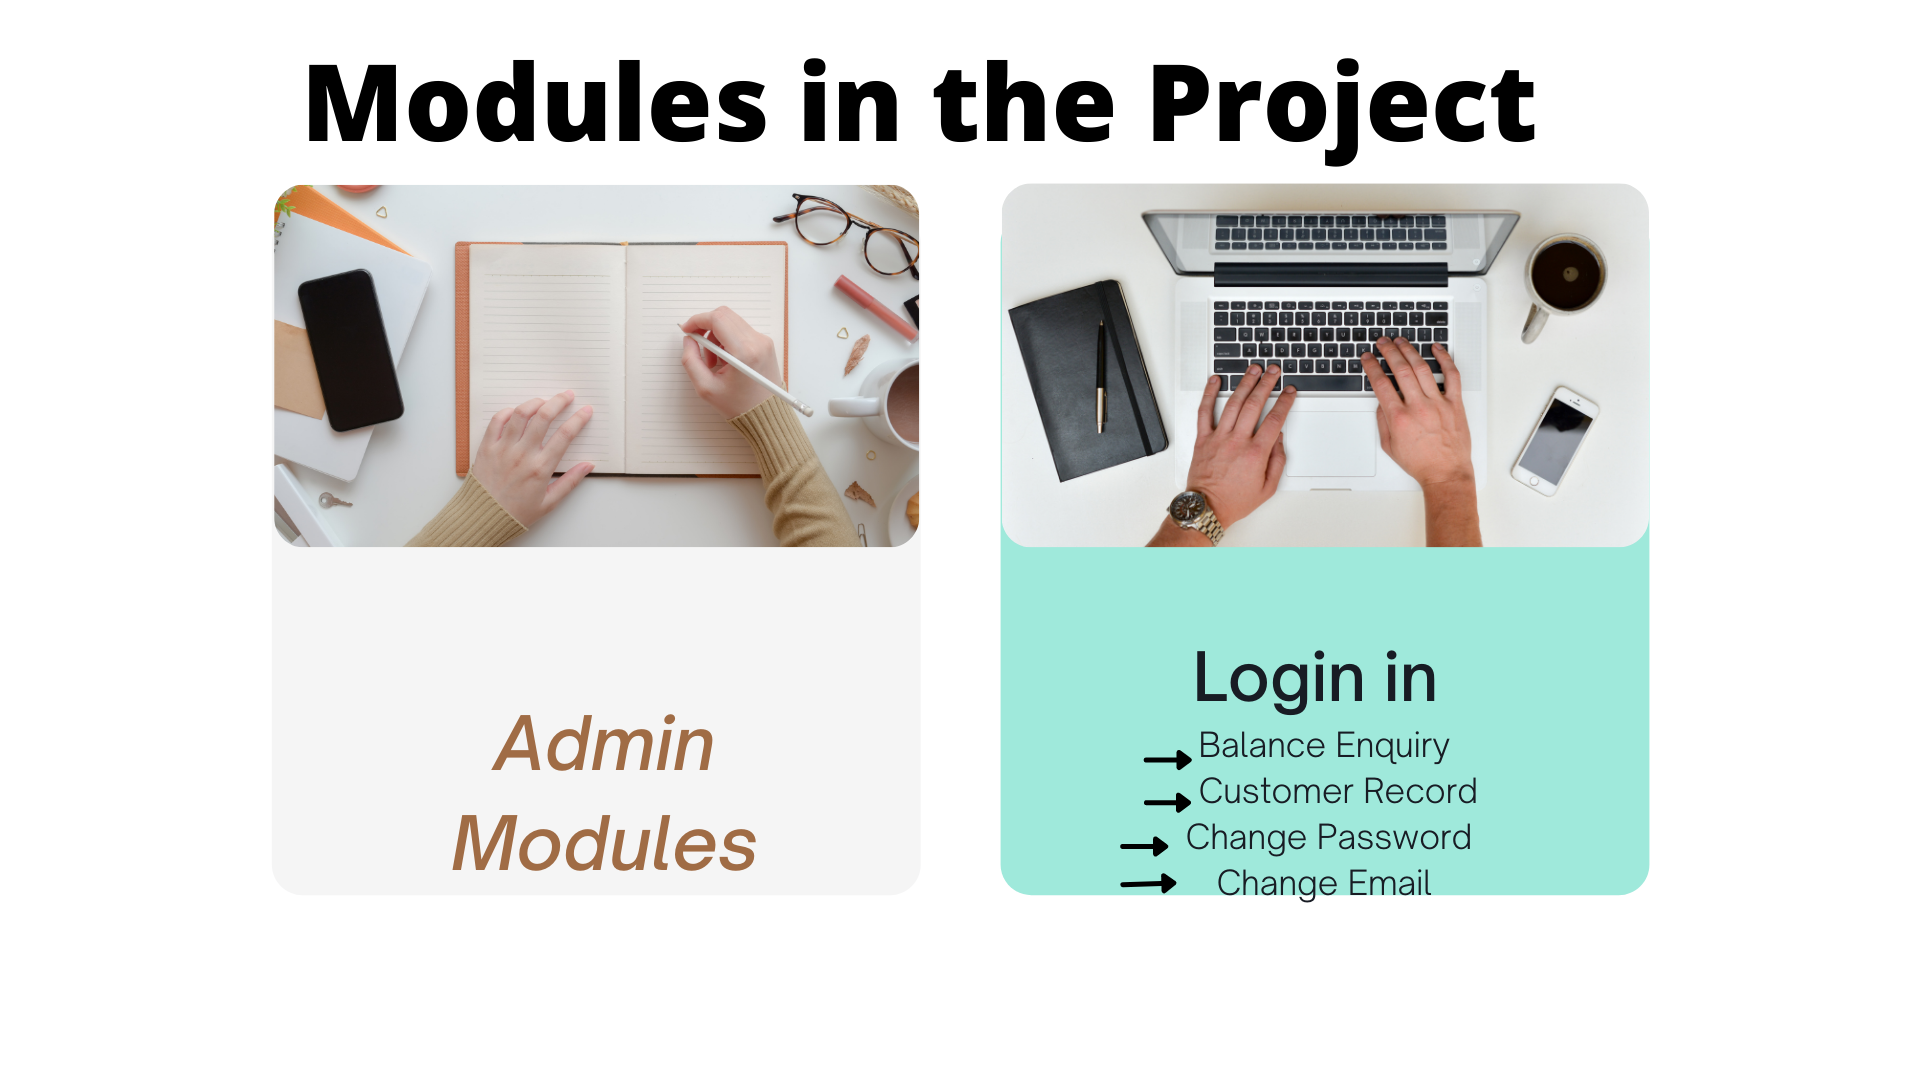 Modules in the Project
Admin
Modules
Login in
Balance Enquiry
Customer Record
Change Password
Change Email